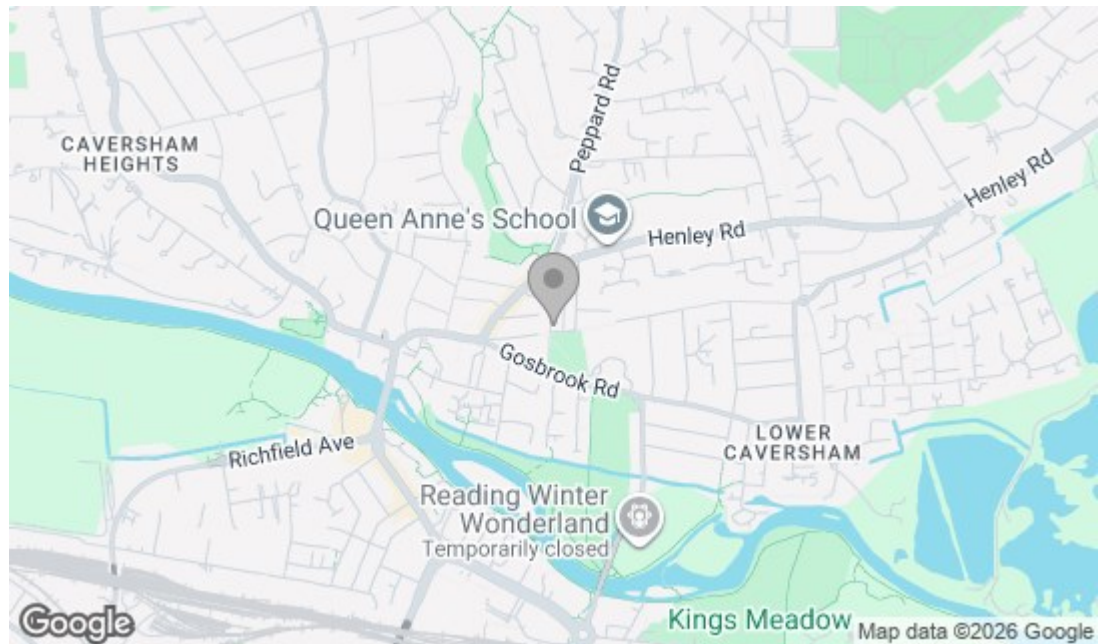 Peppard Rd
CAVERSHAM
HEIGHTS
Queen Anne's School
Henley Rd
Henley Rd
Gosbrook Rd
LOWER
CAVERSHAM
Richfield Ave
Reading Winter
Wonderland
Temporarily closed
Kings Meadow
Google
Map data ©2026 Google